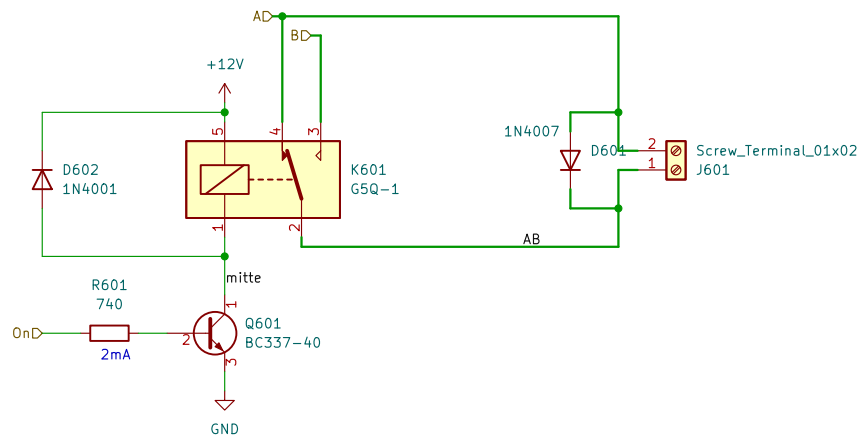 A
B
+12V
5
4
3
1N4007
D601
2
1
Screw_Terminal_01x02
J601
D602
1N4001
K601
G5Q-1
1
2
AB
mitte
R601
740
1
On
2
Q601
BC337-40
2mA
3
GND